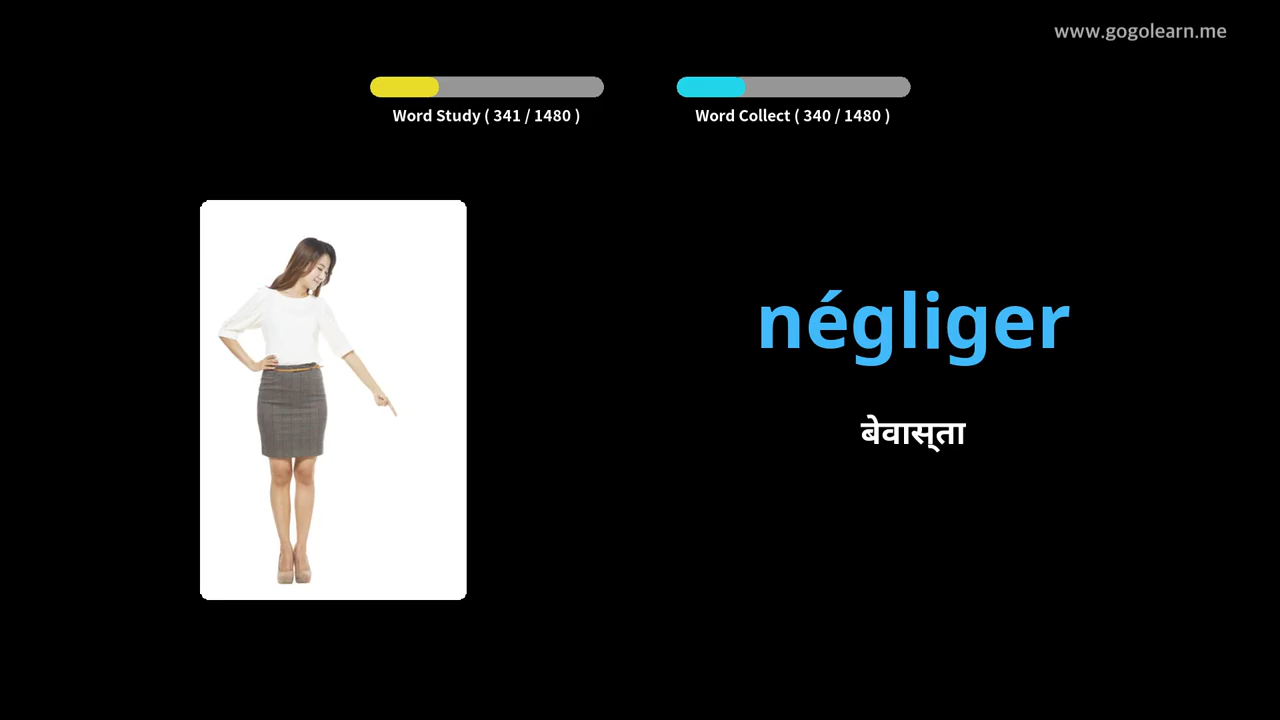 www.gogolearn.me
Word Study ( 341 / 1480 )
Word Collect ( 340 / 1480 )
négliger
बेवास्‌ता